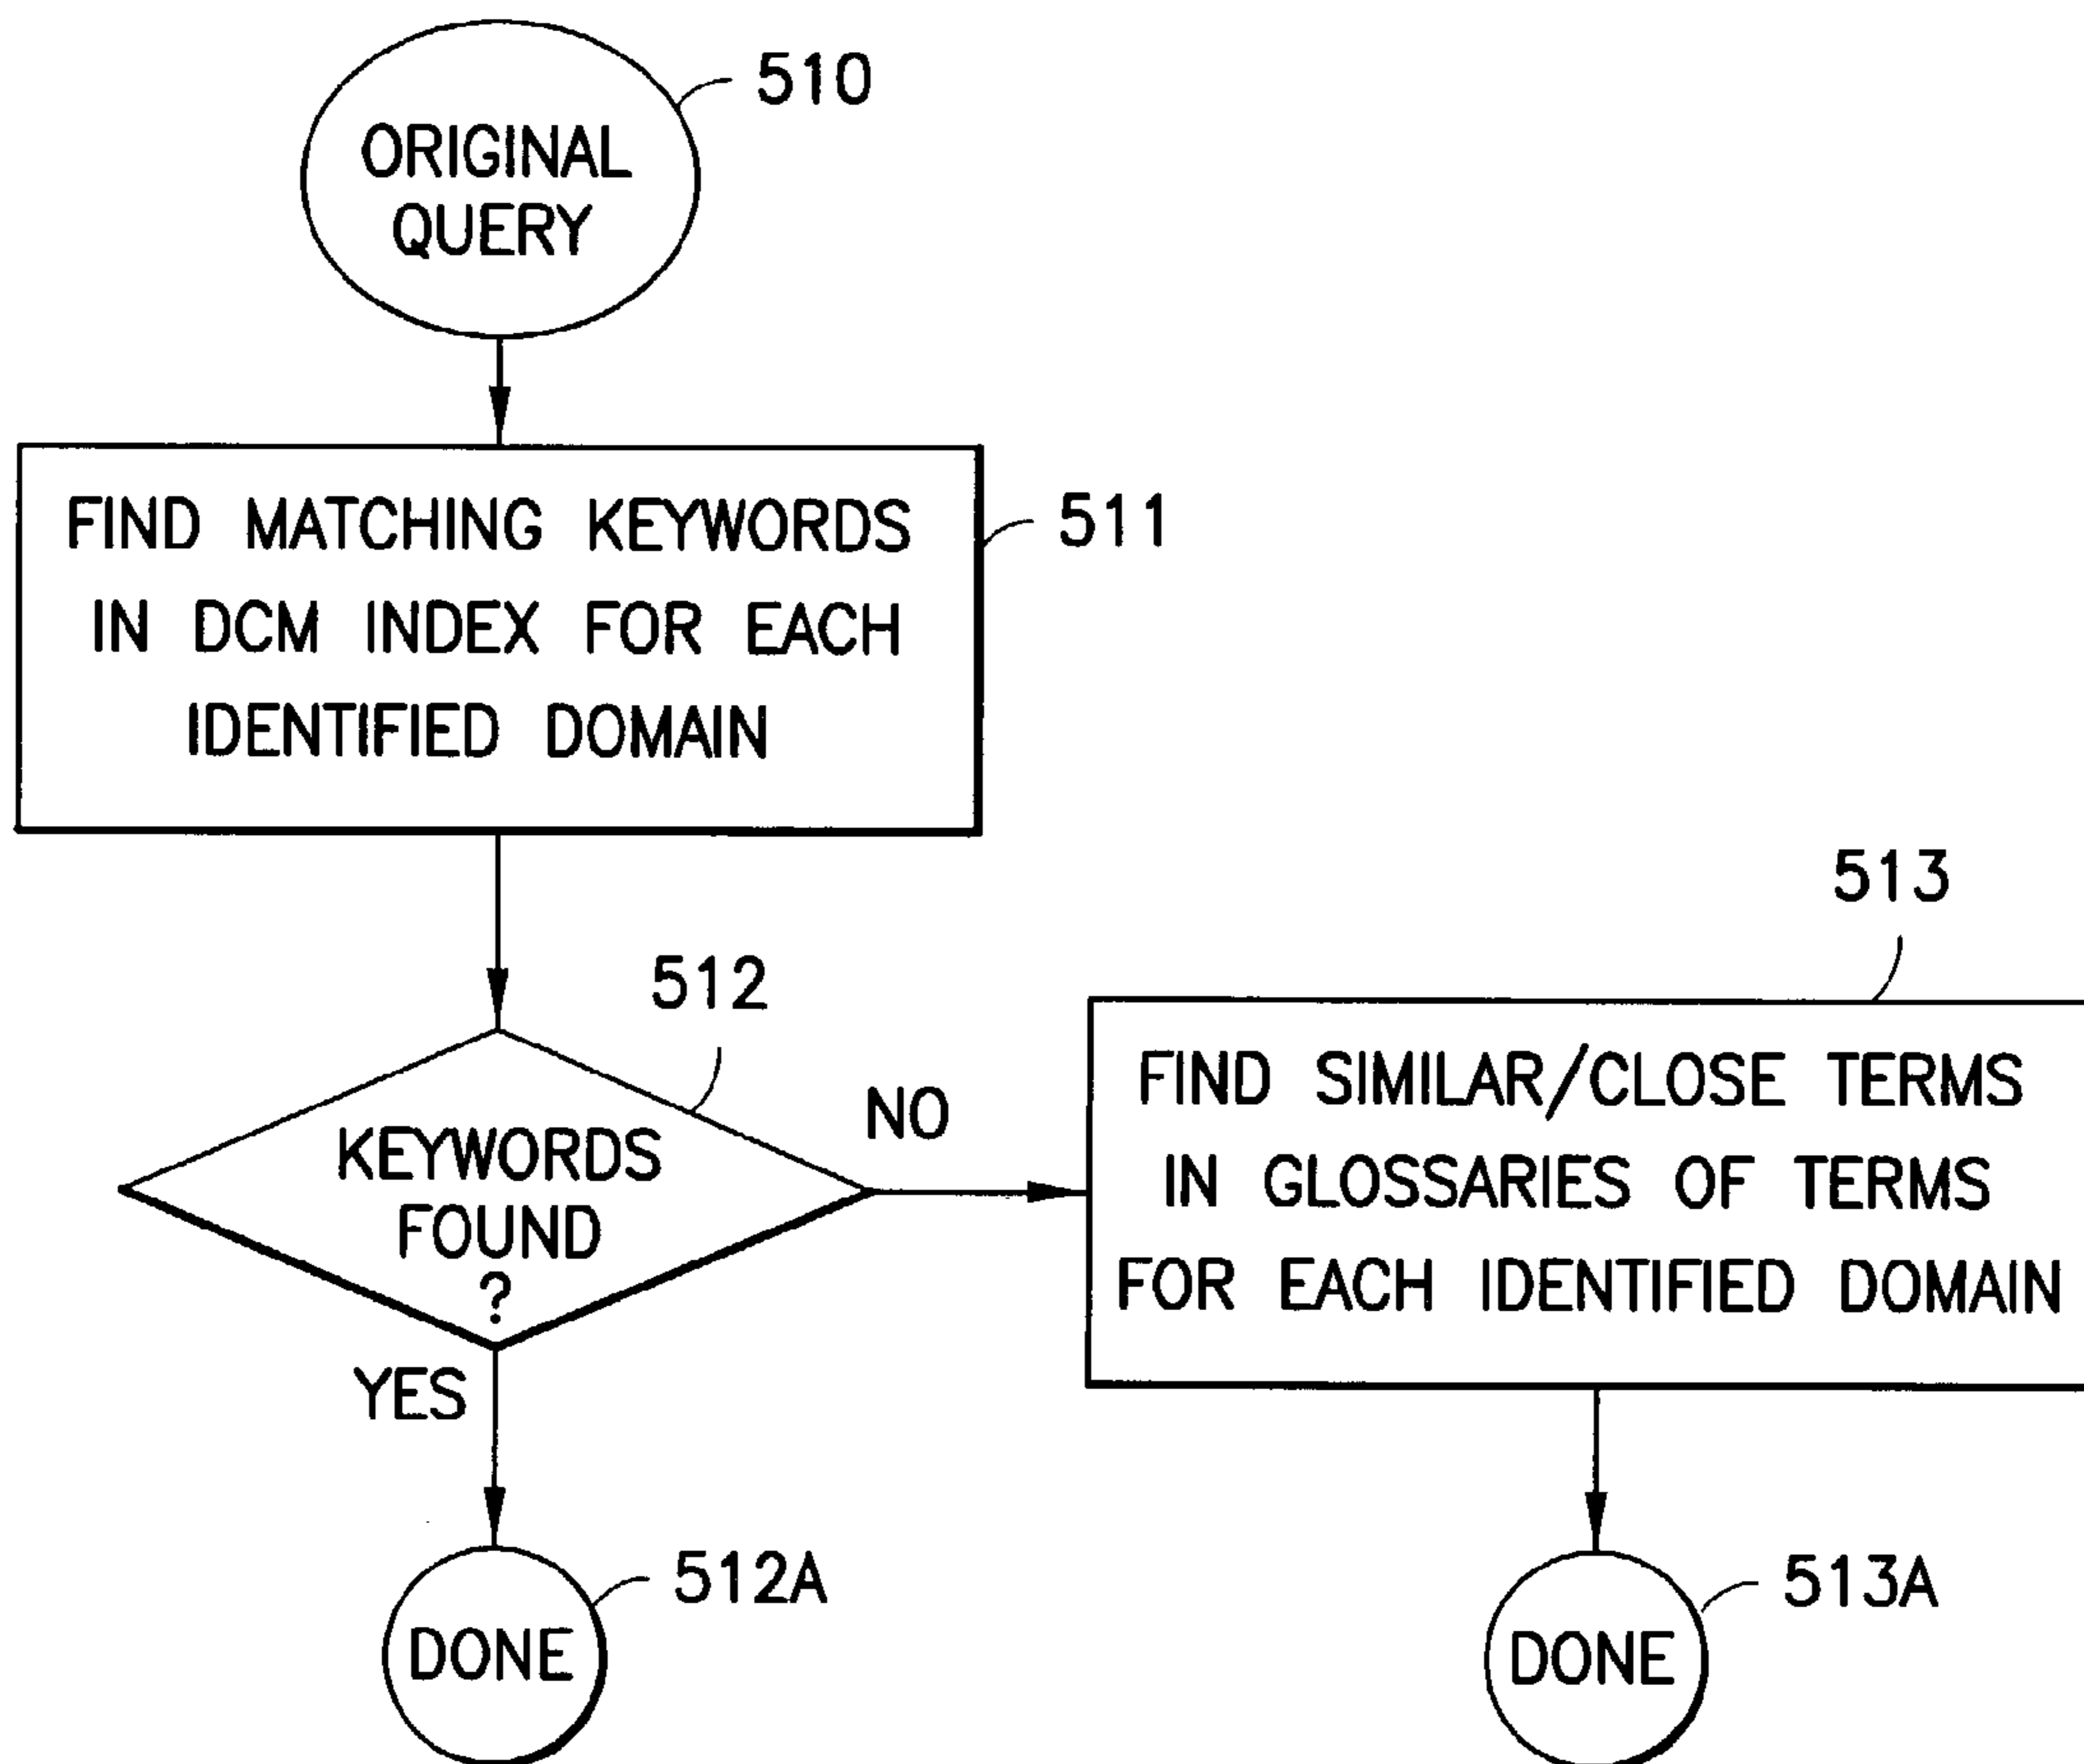 510
ORIGINAL
QUERY
FIND MATCHING KEYWORDS
IN DCM INDEX FOR EACH
IDENTIFIED DOMAIN
511
512
KEYWORDS
FOUND
?
NO
YES
513
FIND SIMILAR/CLOSE TERMS
IN GLOSSARIES OF TERMS
FOR EACH IDENTIFIED DOMAIN
DONE
512A
DONE
513A